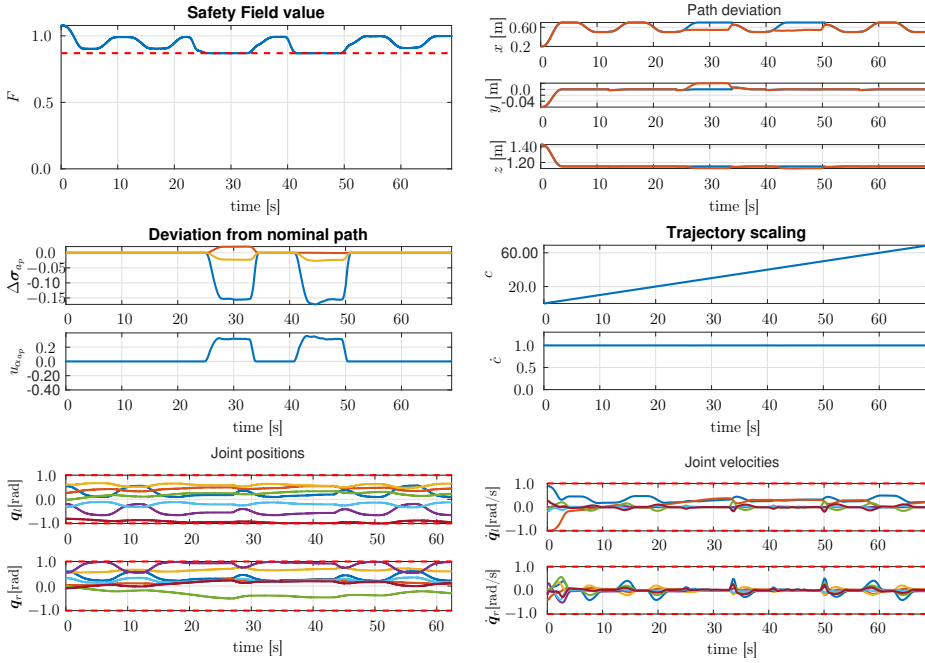 Safety Field value
1.0
0.5
0.0
F
0 10 20 30 40 50 60
time [s]
Path deviation
0.60
0.2
x [m]
0 10 20 30 40 50 60
0.0
-0.04
y [m]
0 10 20 30 40 50 60
1.40
1.20
z [m]
0 10 20 30 40 50 60
time [s]
Deviation from nominal path
0.0
-0.05
-0.00
-0.15
Δσ_{a_p}
0 10 20 30 40 50 60
0.2
0.0
-0.20
-0.40
u_{α_{a_p}}
0 10 20 30 40 50 60
time [s]
Trajectory scaling
60.00
20.0
c
0 10 20 30 40 50 60
1.0
0.5
0.0
ċ
0 10 20 30 40 50 60
time [s]
Joint positions
1.0
0.0
-1.0
q_l[rad]
0 10 20 30 40 50 60
1.0
0.0
-1.0
q_r[rad]
0 10 20 30 40 50 60
time [s]
Joint velocities
1.0
0.0
-1.0
q̇_l[rad/s]
0 10 20 30 40 50 60
1.0
0.0
-1.0
q̇_r[rad/s]
0 10 20 30 40 50 60
time [s]